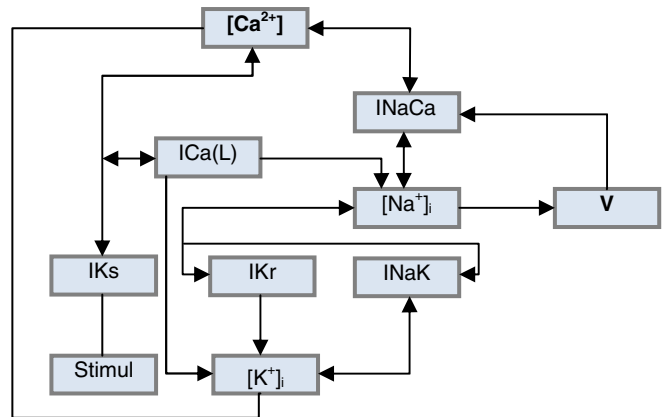 [Ca²⁺]
INaCa
ICa(L)
[Na⁺]ᵢ
V
IKs
IKr
INaK
Stimul
[K⁺]ᵢ